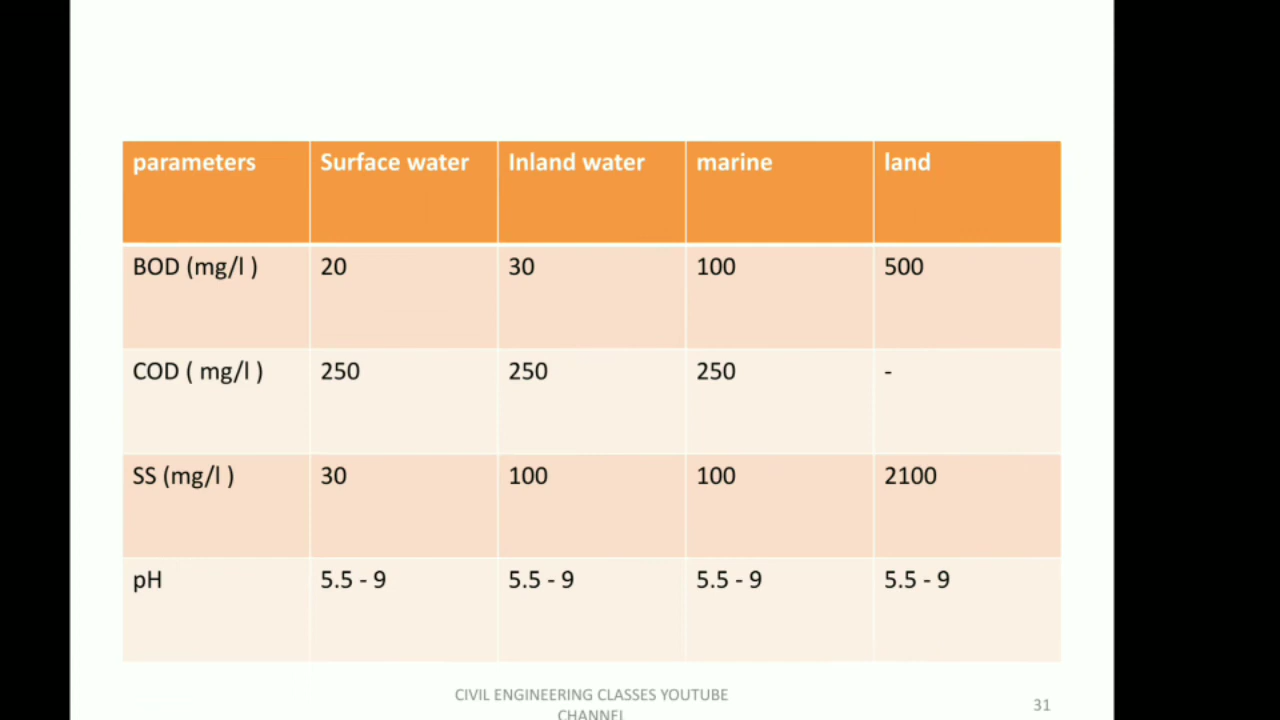 parameters Surface water Inland water marine land
BOD (mg/l ) 20 30 100 500
COD ( mg/l ) 250 250 250 -
SS (mg/l ) 30 100 100 2100
pH 5.5 - 9 5.5 - 9 5.5 - 9 5.5 - 9
CIVIL ENGINEERING CLASSES YOUTUBE
CHANNEL
31